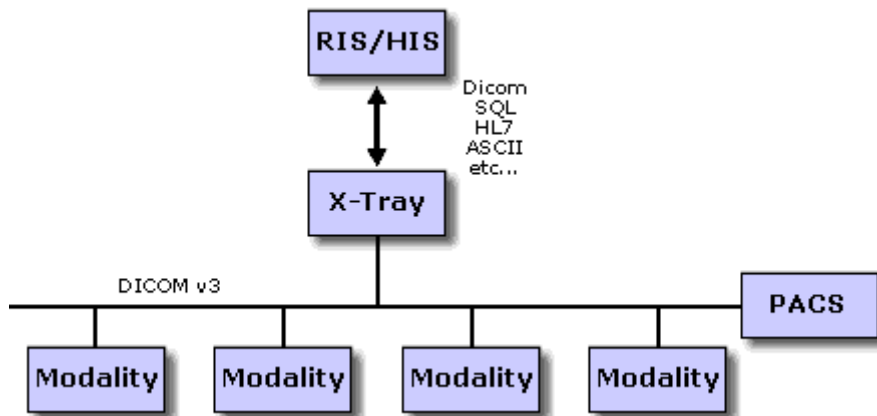 RIS/HIS
Dicom
SQL
HL7
ASCII
etc...
X-Tray
DICOM v3
PACS
Modality
Modality
Modality
Modality